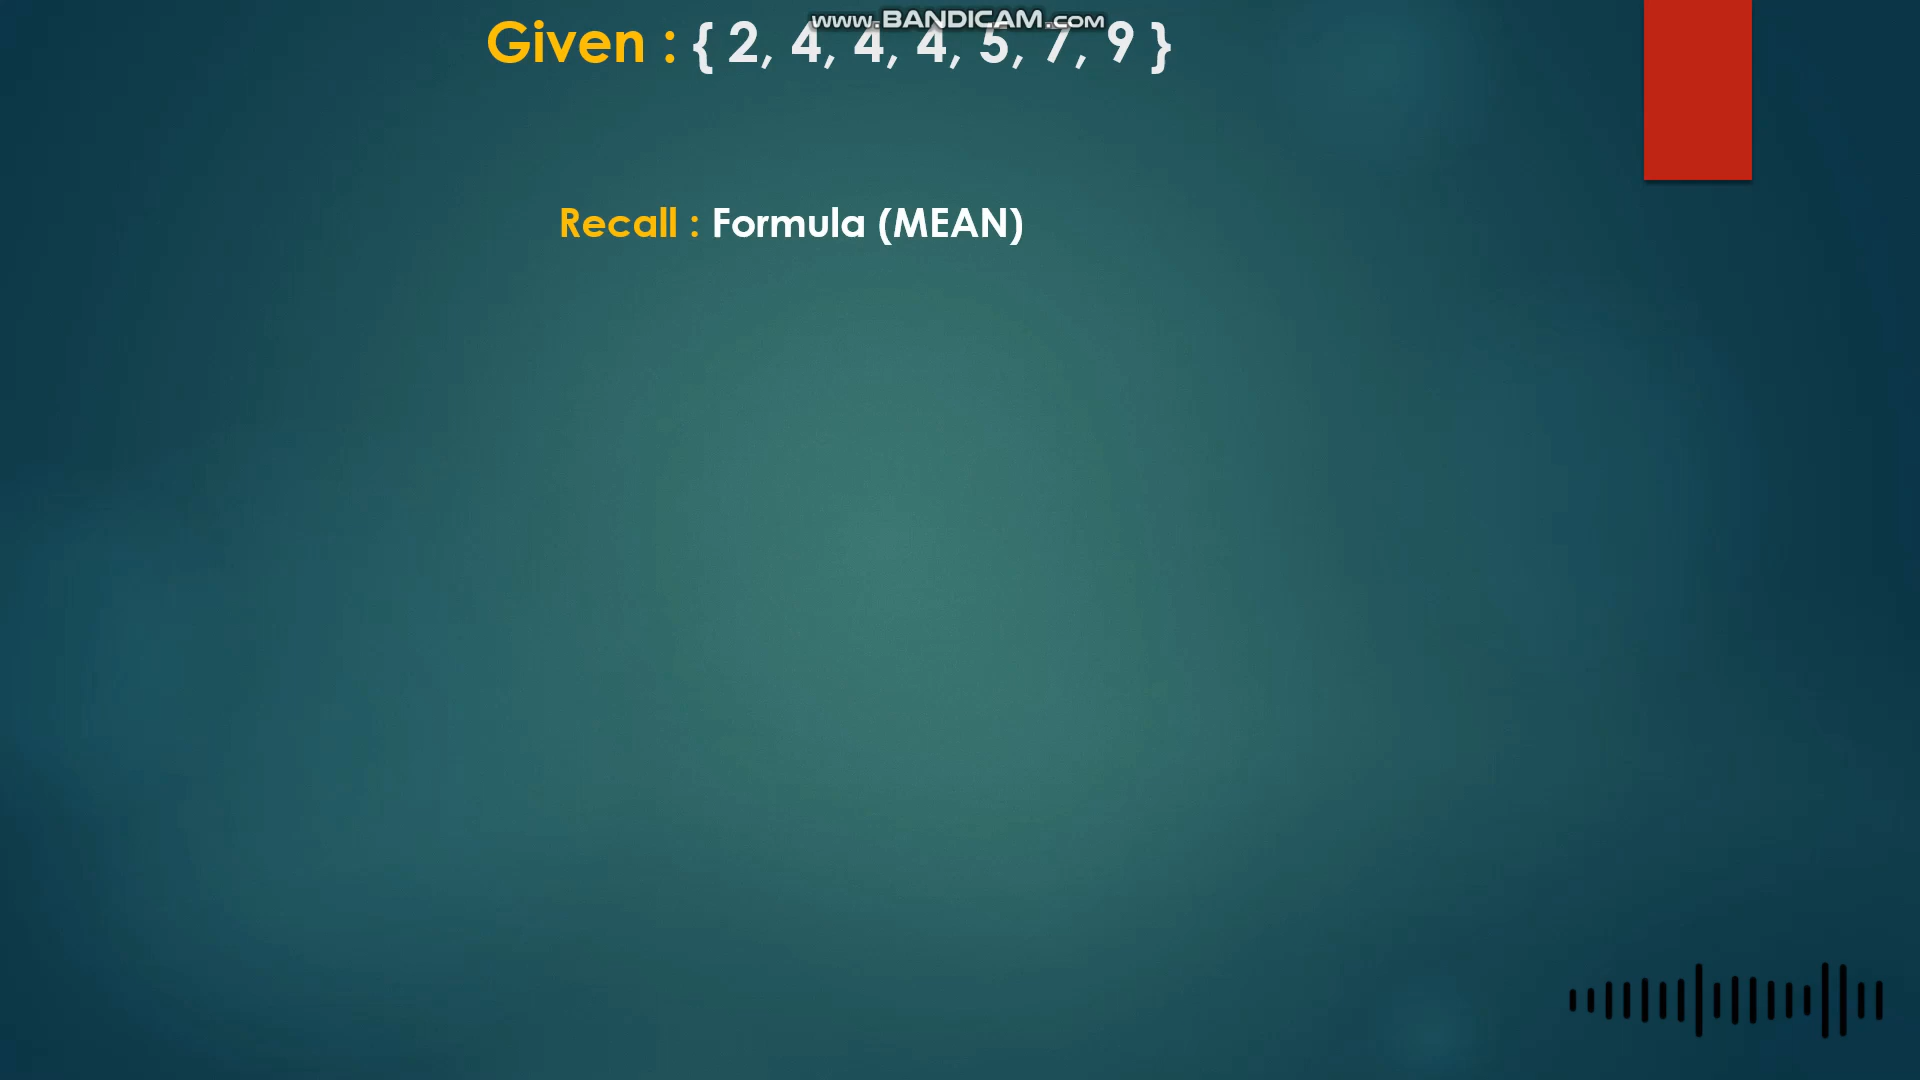 www.BANDICAM.com
Given : { 2, 4, 4, 4, 5, 7, 9 }
Recall : Formula (MEAN)